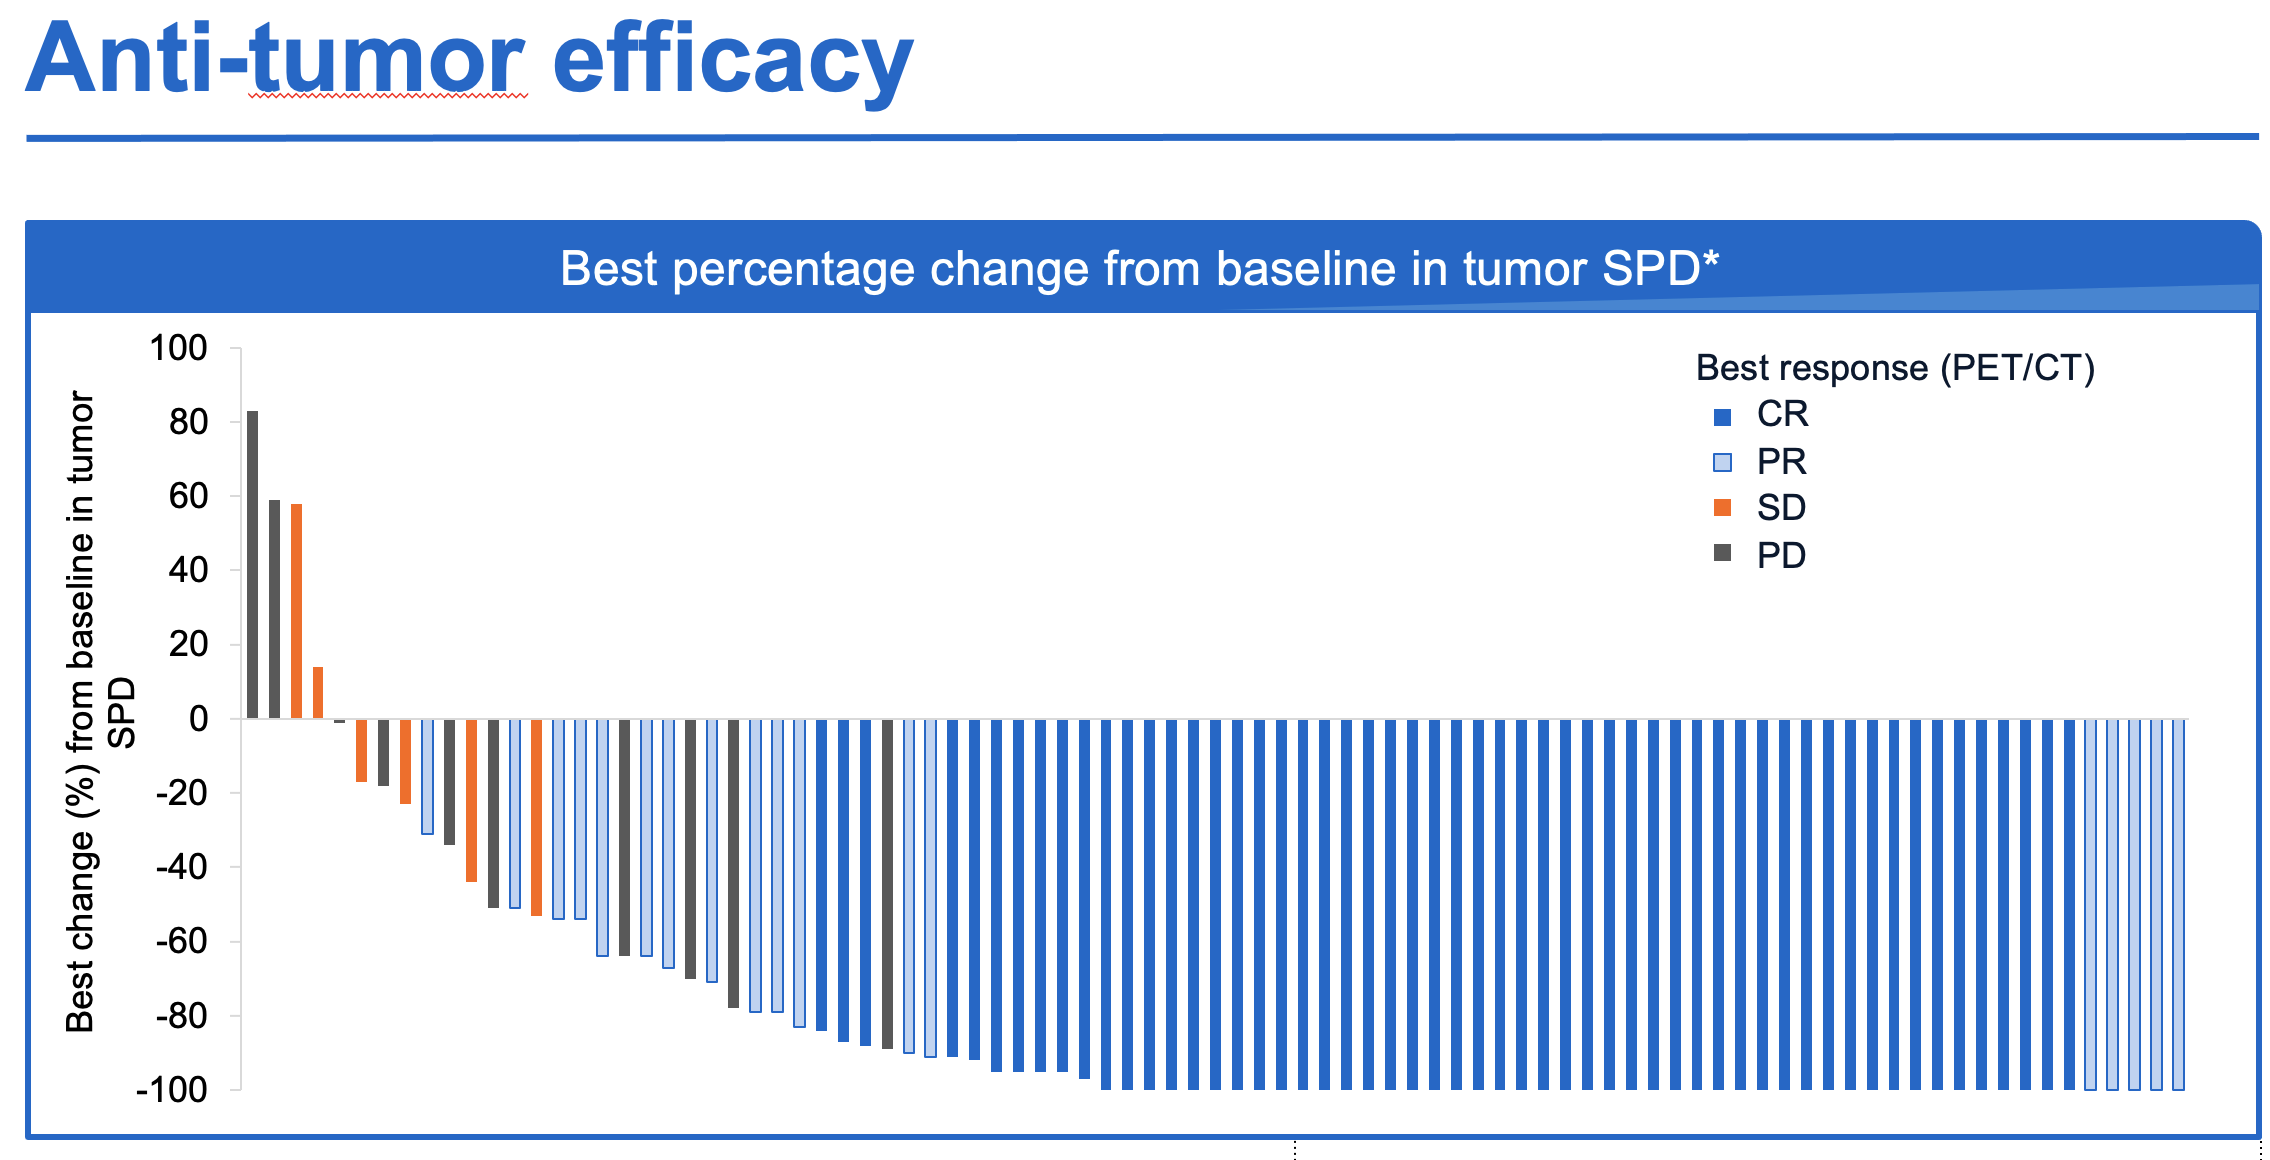 Anti-tumor efficacy
Best percentage change from baseline in tumor SPD*
Best change (%) from baseline in tumor
SPD
100
80
60
40
20
0
-20
-40
-60
-80
-100
Best response (PET/CT)
CR
PR
SD
PD